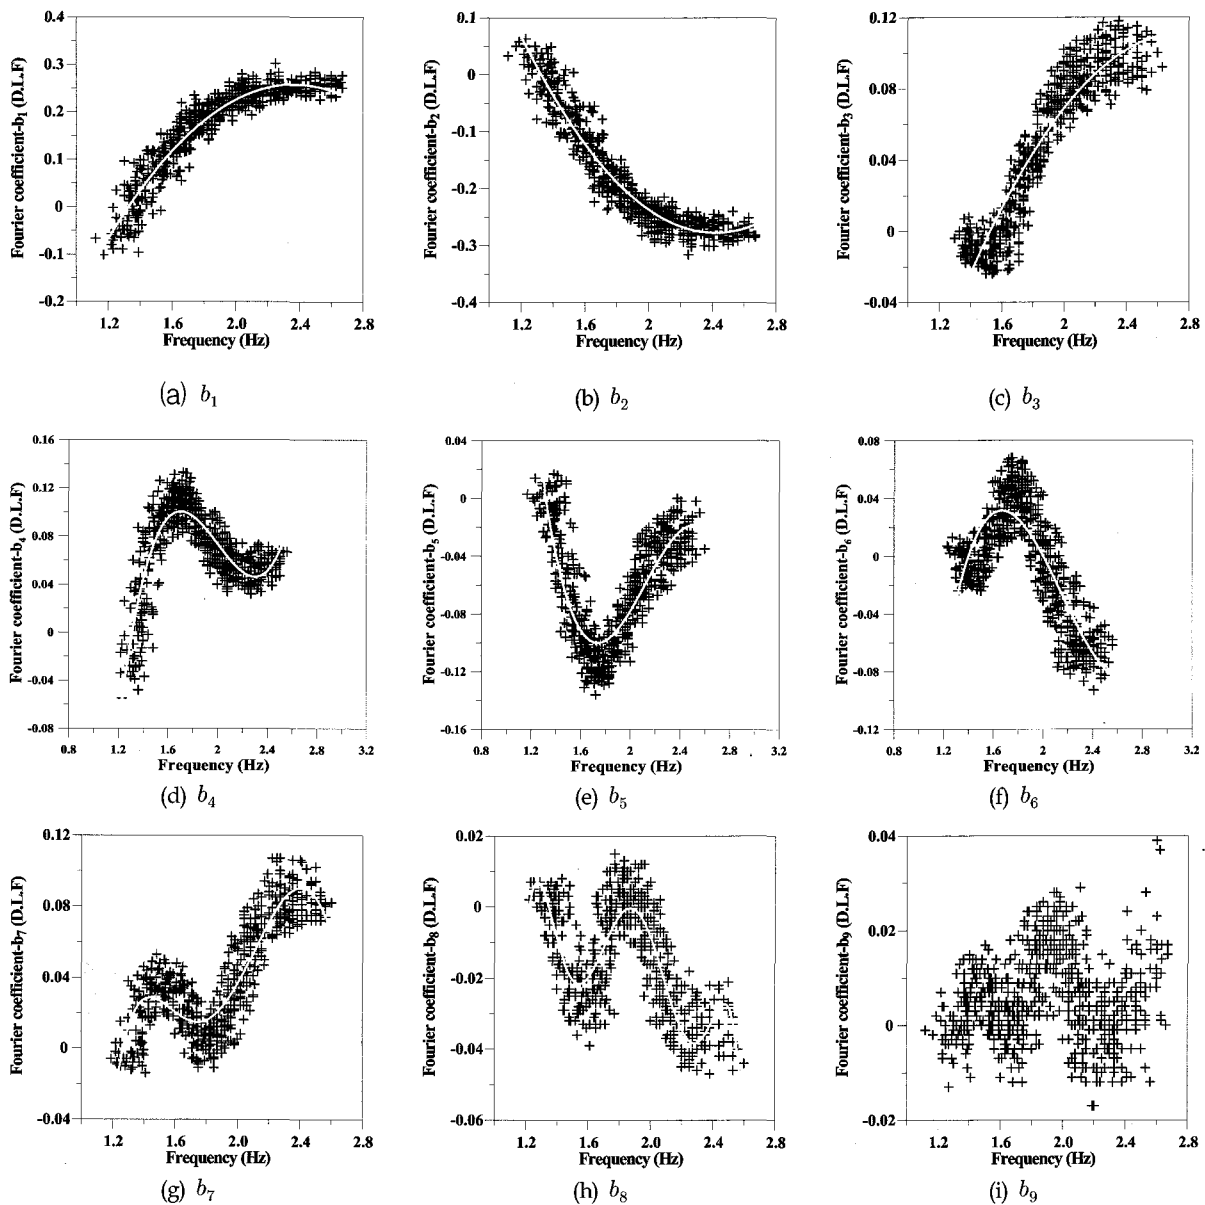 Fourier coefficient-b₁ (D.L.F)
0.4
0.3
0.2
0.1
0
-0.1
-0.2
1.2 1.6 2.0 2.4 2.8
Frequency (Hz)
(a) b₁
Fourier coefficient-b₂ (D.L.F)
0.1
0
-0.1
-0.2
-0.3
-0.4
1.2 1.6 2 2.4 2.8
Frequency (Hz)
(b) b₂
Fourier coefficient-b₃ (D.L.F)
0.12
0.08
0.04
0
-0.04
1.2 1.6 2.0 2.4 2.8
Frequency (Hz)
(c) b₃
Fourier coefficient-b₄ (D.L.F)
0.16
0.12
0.08
0.04
0
-0.04
-0.08
0.8 1.2 1.6 2 2.4 2.8 3.2
Frequency (Hz)
(d) b₄
Fourier coefficient-b₅ (D.L.F)
0.04
0
-0.04
-0.08
-0.12
-0.16
0.8 1.2 1.6 2 2.4 2.8 3.2
Frequency (Hz)
(e) b₅
Fourier coefficient-b₆ (D.L.F)
0.08
0.04
0
-0.04
-0.08
-0.12
0.8 1.2 1.6 2 2.4 2.8 3.2
Frequency (Hz)
(f) b₆
Fourier coefficient-b₇ (D.L.F)
0.12
0.08
0.04
0
-0.04
1.2 1.6 2.0 2.4 2.8
Frequency (Hz)
(g) b₇
Fourier coefficient-b₈ (D.L.F)
0.02
0
-0.02
-0.04
-0.06
1.2 1.6 2.0 2.4 2.8
Frequency (Hz)
(h) b₈
Fourier coefficient-b₉ (D.L.F)
0.04
0.02
0
-0.02
1.2 1.6 2.0 2.4 2.8
Frequency (Hz)
(i) b₉